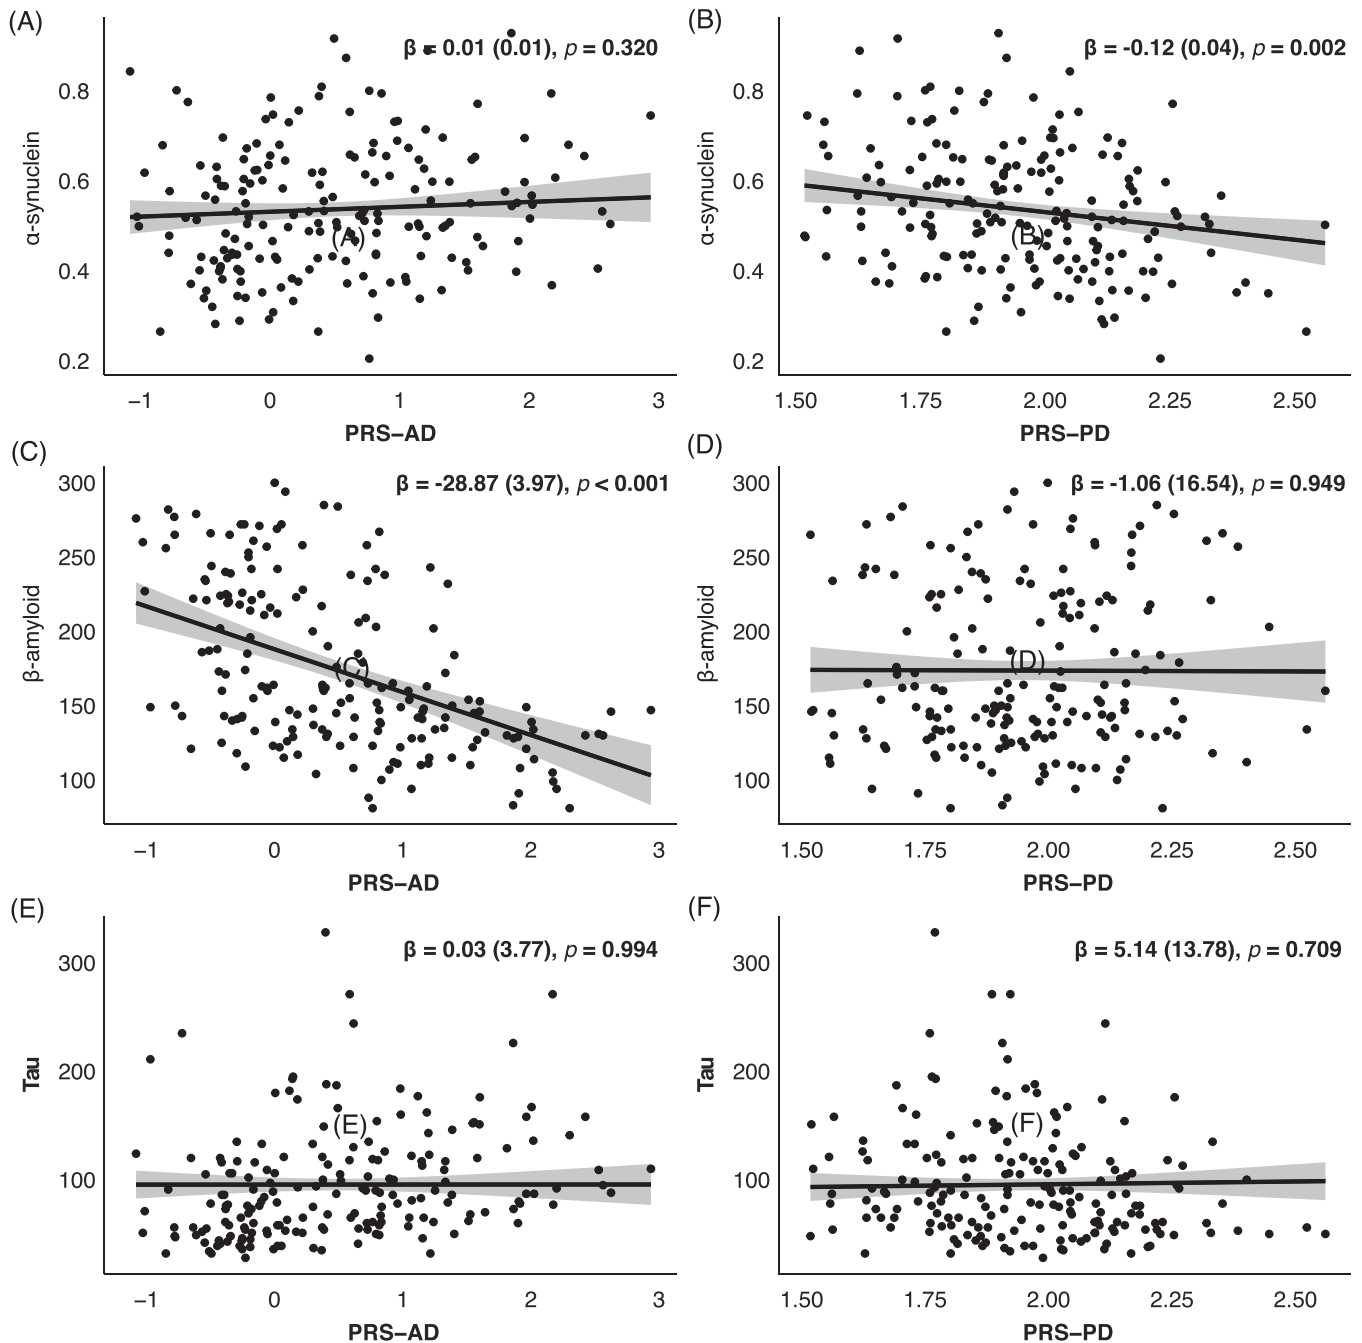 (A)
β = 0.01 (0.01), p = 0.320
α-synuclein
0.8
0.6
0.4
0.2
(A)
−1 0 1 2 3
PRS−AD
(B)
β = -0.12 (0.04), p = 0.002
α-synuclein
0.8
0.6
0.4
0.2
(B)
1.50 1.75 2.00 2.25 2.50
PRS−PD
(C)
β = -28.87 (3.97), p < 0.001
β-amyloid
300
250
200
150
100
(C)
−1 0 1 2 3
PRS−AD
(D)
β = -1.06 (16.54), p = 0.949
β-amyloid
300
250
200
150
100
(D)
1.50 1.75 2.00 2.25 2.50
PRS−PD
(E)
β = 0.03 (3.77), p = 0.994
Tau
300
200
100
(E)
−1 0 1 2 3
PRS−AD
(F)
β = 5.14 (13.78), p = 0.709
Tau
300
200
100
(F)
1.50 1.75 2.00 2.25 2.50
PRS−PD